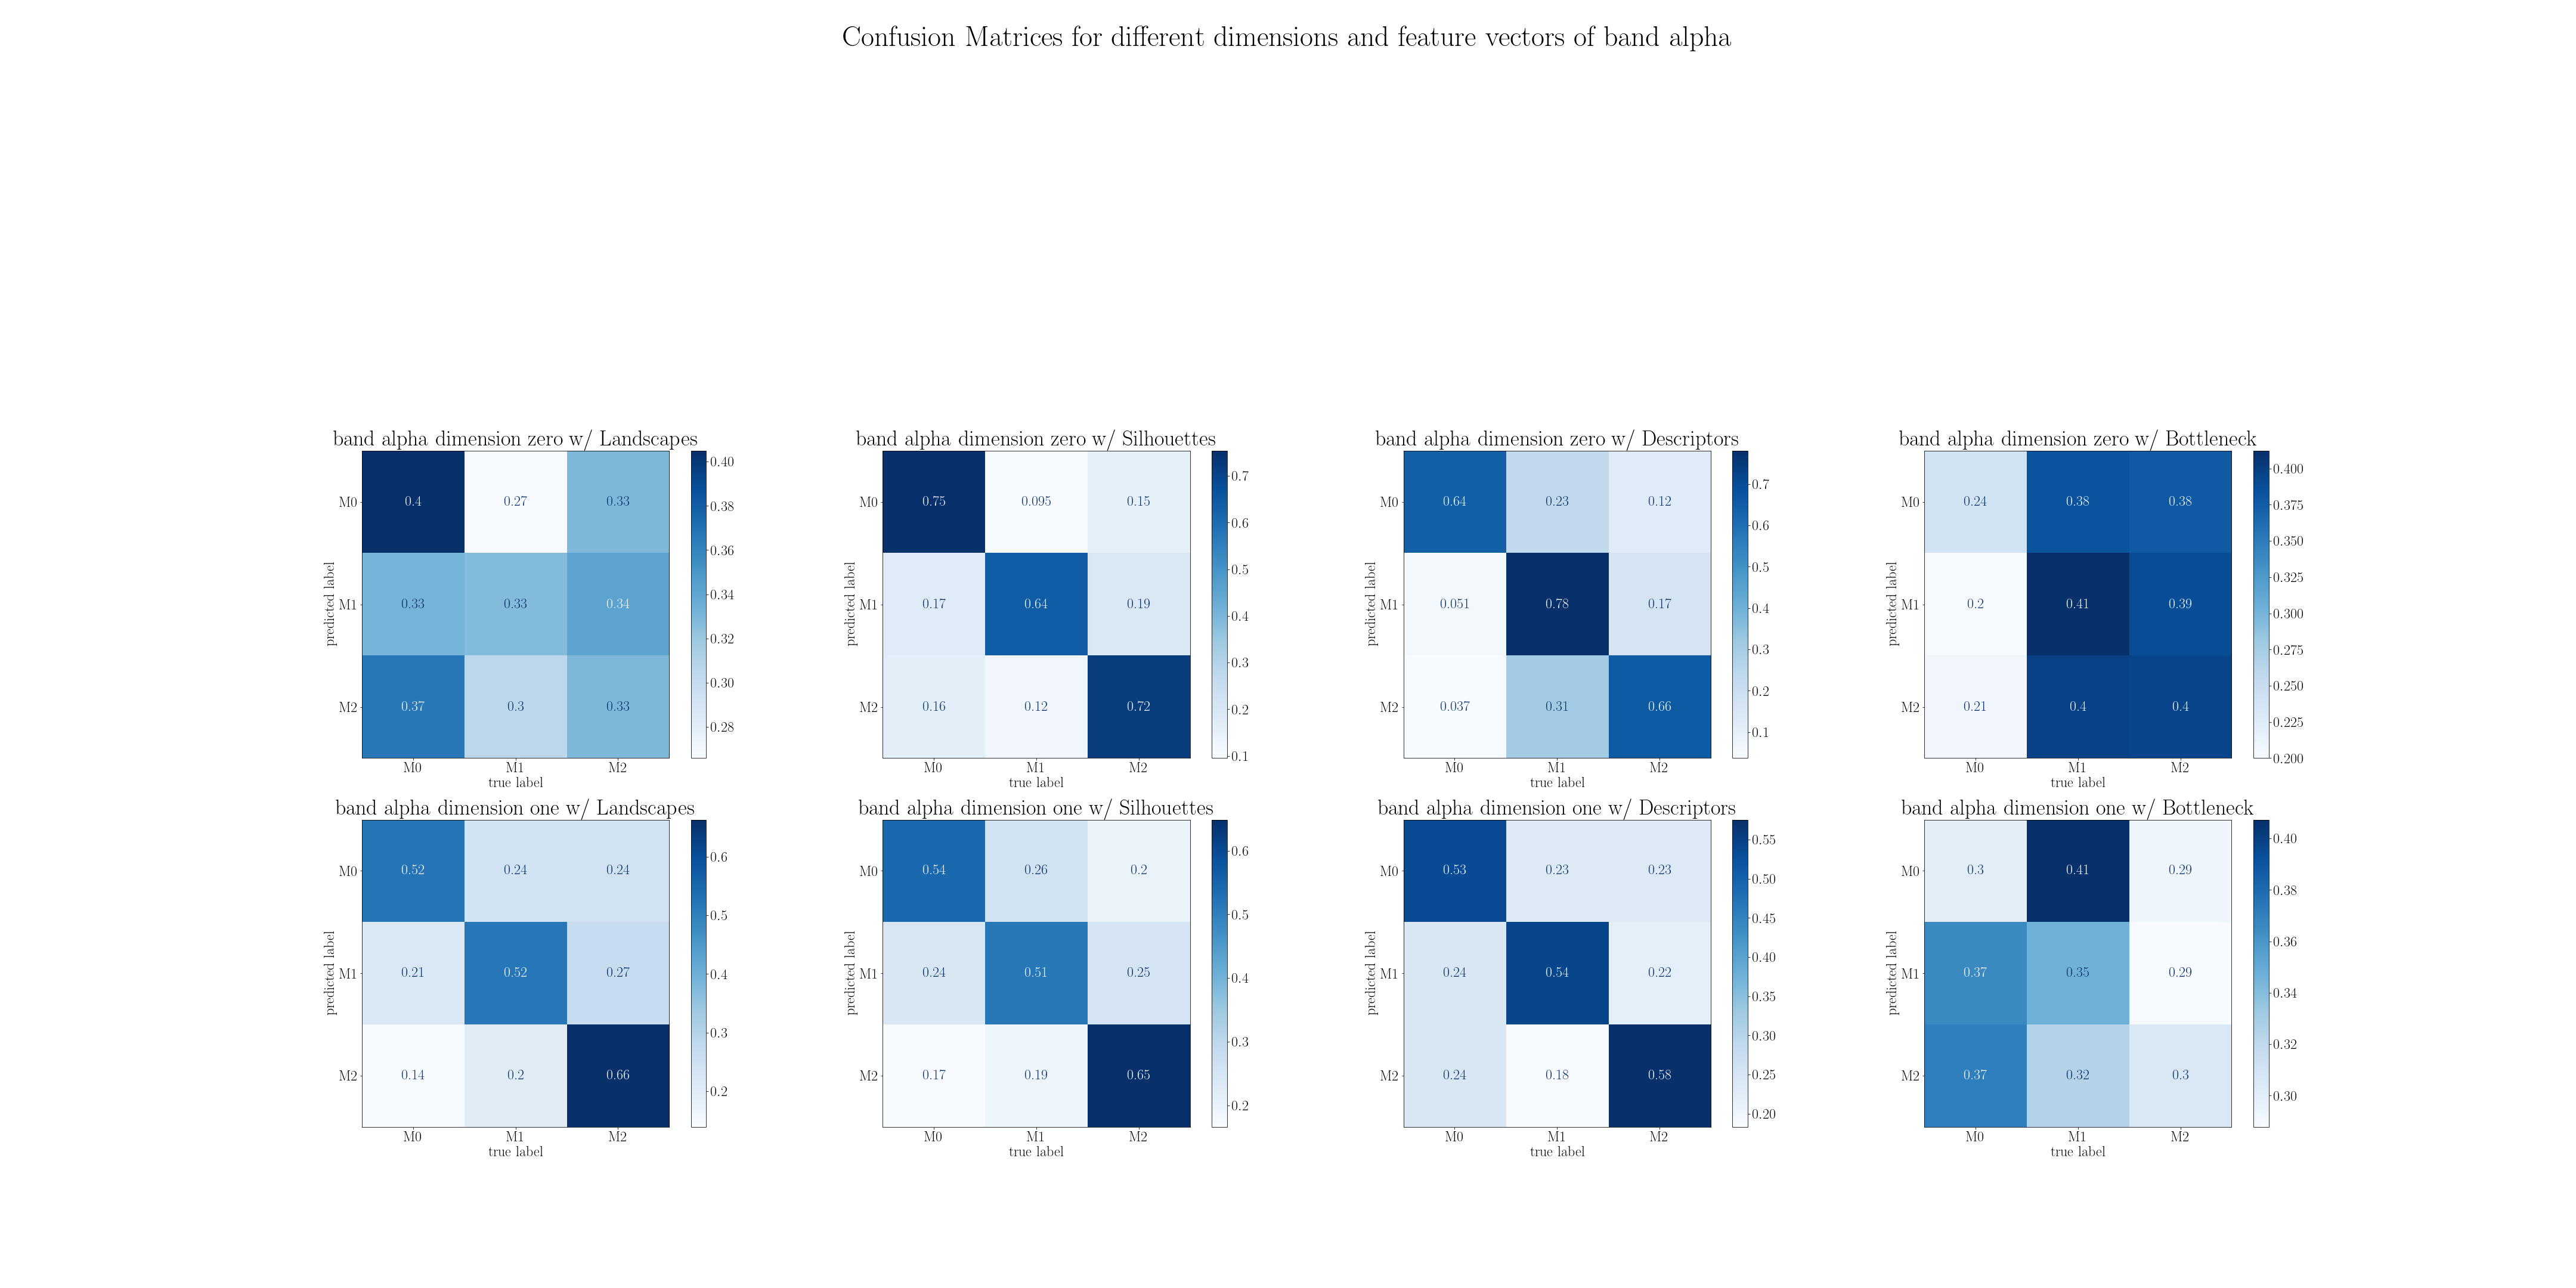 Confusion Matrices for different dimensions and feature vectors of band alpha
band alpha dimension zero w/ Landscapes
M0 0.4 0.27 0.33
M1 0.33 0.33 0.34
M2 0.37 0.3 0.33
M0 M1 M2
true label
predicted label
0.40
0.38
0.36
0.34
0.32
0.30
0.28
band alpha dimension zero w/ Silhouettes
M0 0.75 0.095 0.15
M1 0.17 0.64 0.19
M2 0.16 0.12 0.72
M0 M1 M2
true label
predicted label
0.7
0.6
0.5
0.4
0.3
0.2
0.1
band alpha dimension zero w/ Descriptors
M0 0.64 0.23 0.12
M1 0.051 0.78 0.17
M2 0.037 0.31 0.66
M0 M1 M2
true label
predicted label
0.7
0.6
0.5
0.4
0.3
0.2
0.1
band alpha dimension zero w/ Bottleneck
M0 0.24 0.38 0.38
M1 0.2 0.41 0.39
M2 0.21 0.4 0.4
M0 M1 M2
true label
predicted label
0.400
0.375
0.350
0.325
0.300
0.275
0.250
0.225
0.200
band alpha dimension one w/ Landscapes
M0 0.52 0.24 0.24
M1 0.21 0.52 0.27
M2 0.14 0.2 0.66
M0 M1 M2
true label
predicted label
0.6
0.5
0.4
0.3
0.2
band alpha dimension one w/ Silhouettes
M0 0.54 0.26 0.2
M1 0.24 0.51 0.25
M2 0.17 0.19 0.65
M0 M1 M2
true label
predicted label
0.6
0.5
0.4
0.3
0.2
band alpha dimension one w/ Descriptors
M0 0.53 0.23 0.23
M1 0.24 0.54 0.22
M2 0.24 0.18 0.58
M0 M1 M2
true label
predicted label
0.55
0.50
0.45
0.40
0.35
0.30
0.25
0.20
band alpha dimension one w/ Bottleneck
M0 0.3 0.41 0.29
M1 0.37 0.35 0.29
M2 0.37 0.32 0.3
M0 M1 M2
true label
predicted label
0.40
0.38
0.36
0.34
0.32
0.30